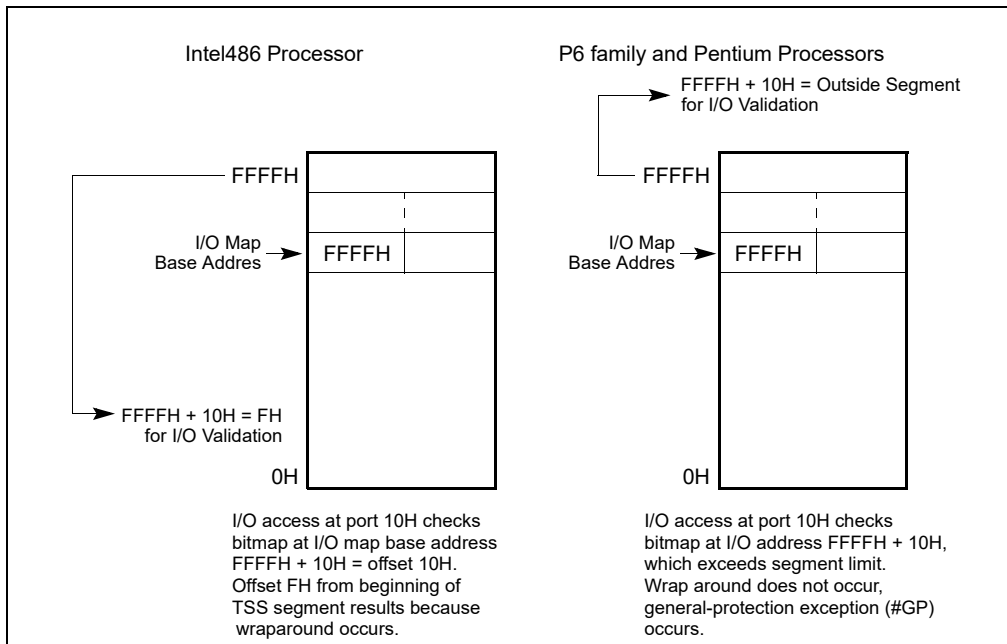 Intel486 Processor
FFFFH
I/O Map
Base Addres
FFFFH
FFFFH + 10H = FH
for I/O Validation
0H
I/O access at port 10H checks
bitmap at I/O map base address
FFFFH + 10H = offset 10H.
Offset FH from beginning of
TSS segment results because
wraparound occurs.
P6 family and Pentium Processors
FFFFH + 10H = Outside Segment
for I/O Validation
FFFFH
I/O Map
Base Addres
FFFFH
0H
I/O access at port 10H checks
bitmap at I/O address FFFFH + 10H,
which exceeds segment limit.
Wrap around does not occur,
general-protection exception (#GP)
occurs.